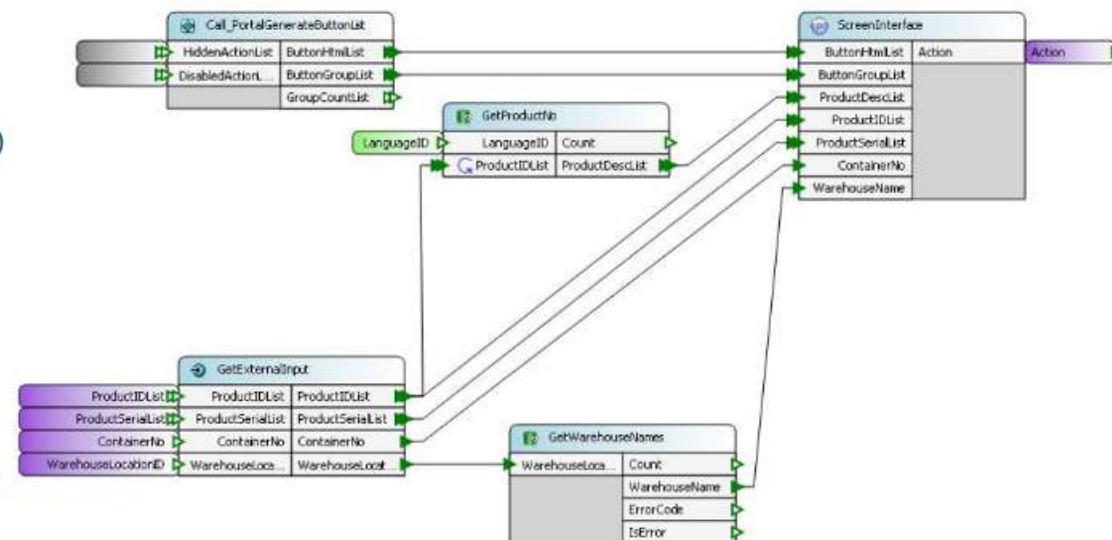 Call_PortalGenerateButtonList
HiddenActionList ButtonHtmlList
DisabledActionL... ButtonGroupList
GroupCountList
ScreenInterface
ButtonHtmlList Action Action
ButtonGroupList
ProductDescList
ProductIDList
ProductSerialList
ContainerNo
WarehouseName
GetProductNo
LanguageID LanguageID Count
ProductIDList ProductDescList
GetExternalInput
ProductIDList ProductIDList ProductIDList
ProductSerialList ProductSerialList ProductSerialList
ContainerNo ContainerNo ContainerNo
WarehouseLocationID WarehouseLoca... WarehouseLocat...
GetWarehouseNames
WarehouseLoca... Count
WarehouseName
ErrorCode
IsError